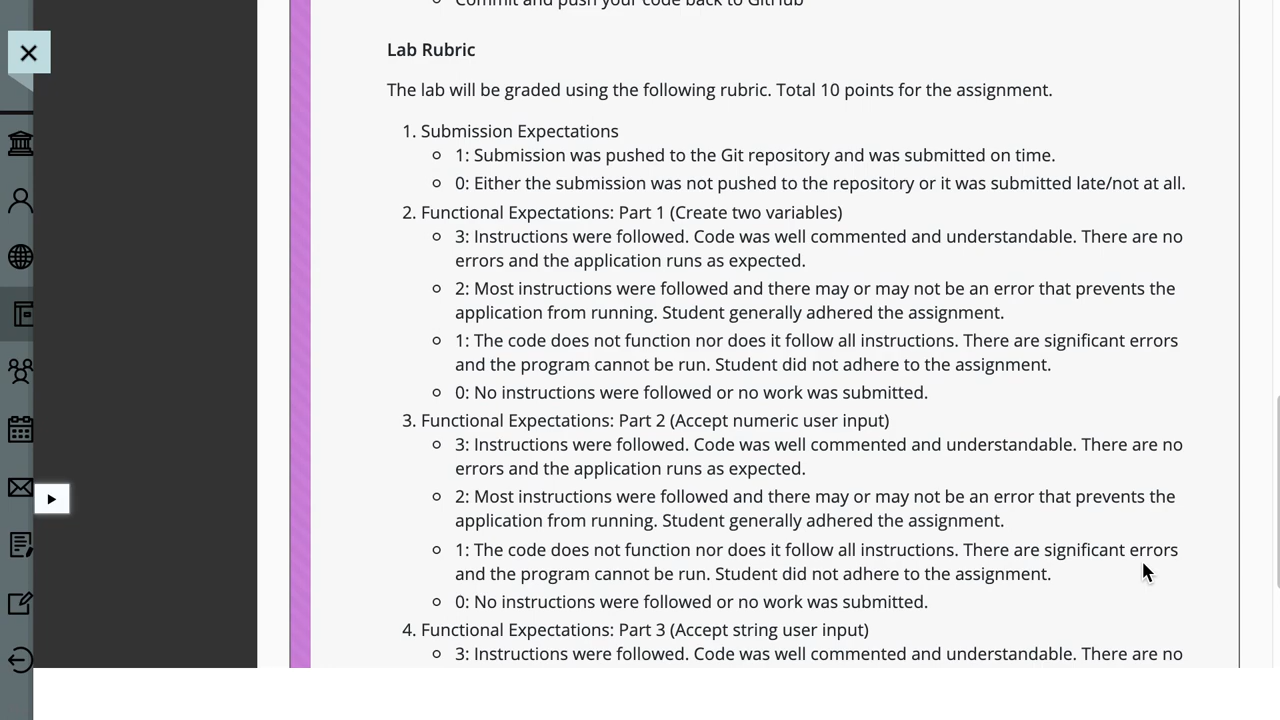 Commit and push your code back to GitHub
Lab Rubric
The lab will be graded using the following rubric. Total 10 points for the assignment.
1. Submission Expectations
1: Submission was pushed to the Git repository and was submitted on time.
0: Either the submission was not pushed to the repository or it was submitted late/not at all.
2. Functional Expectations: Part 1 (Create two variables)
3: Instructions were followed. Code was well commented and understandable. There are no
errors and the application runs as expected.
2: Most instructions were followed and there may or may not be an error that prevents the
application from running. Student generally adhered the assignment.
1: The code does not function nor does it follow all instructions. There are significant errors
and the program cannot be run. Student did not adhere to the assignment.
0: No instructions were followed or no work was submitted.
3. Functional Expectations: Part 2 (Accept numeric user input)
3: Instructions were followed. Code was well commented and understandable. There are no
errors and the application runs as expected.
2: Most instructions were followed and there may or may not be an error that prevents the
application from running. Student generally adhered the assignment.
1: The code does not function nor does it follow all instructions. There are significant errors
and the program cannot be run. Student did not adhere to the assignment.
0: No instructions were followed or no work was submitted.
4. Functional Expectations: Part 3 (Accept string user input)
3: Instructions were followed. Code was well commented and understandable. There are no